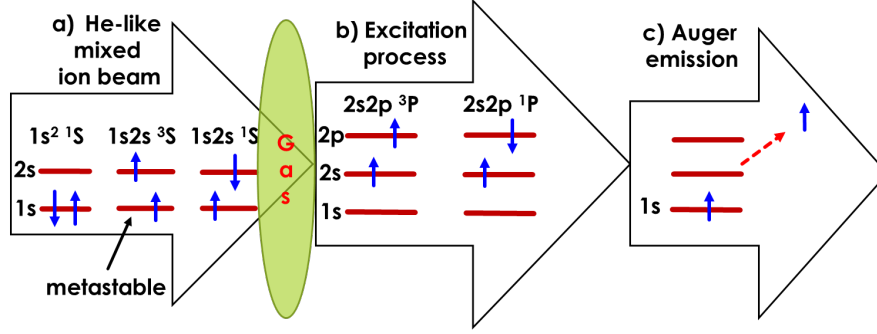 a) He-like
mixed
ion beam
1s² ¹S
1s2s ³S
1s2s ¹S
2s
1s
metastable
G
a
s
b) Excitation
process
2s2p ³P
2s2p ¹P
2p
2s
1s
c) Auger
emission
1s